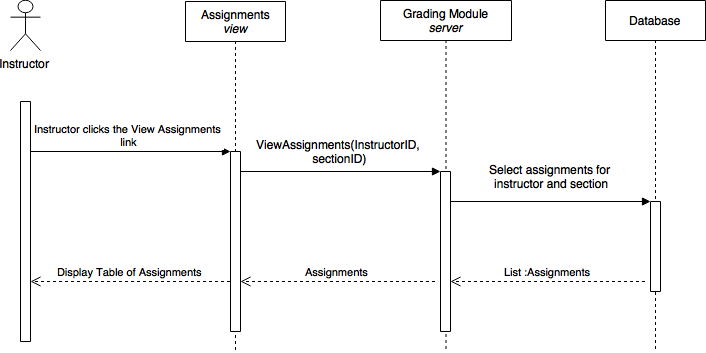 Assignments
view
Grading Module
server
Database
Instructor
Instructor clicks the View Assignments
link
ViewAssignments(InstructorID,
sectionID)
Select assignments for
instructor and section
Display Table of Assignments
Assignments
List :Assignments